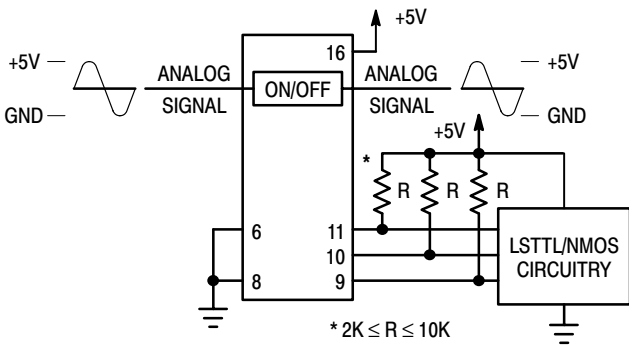 +5V
16
+5V
ANALOG
SIGNAL
ON/OFF
ANALOG
SIGNAL
+5V
GND
GND
+5V
*
R
R
R
6
11
LSTTL/NMOS
CIRCUITRY
10
8
9
* 2K ≤ R ≤ 10K